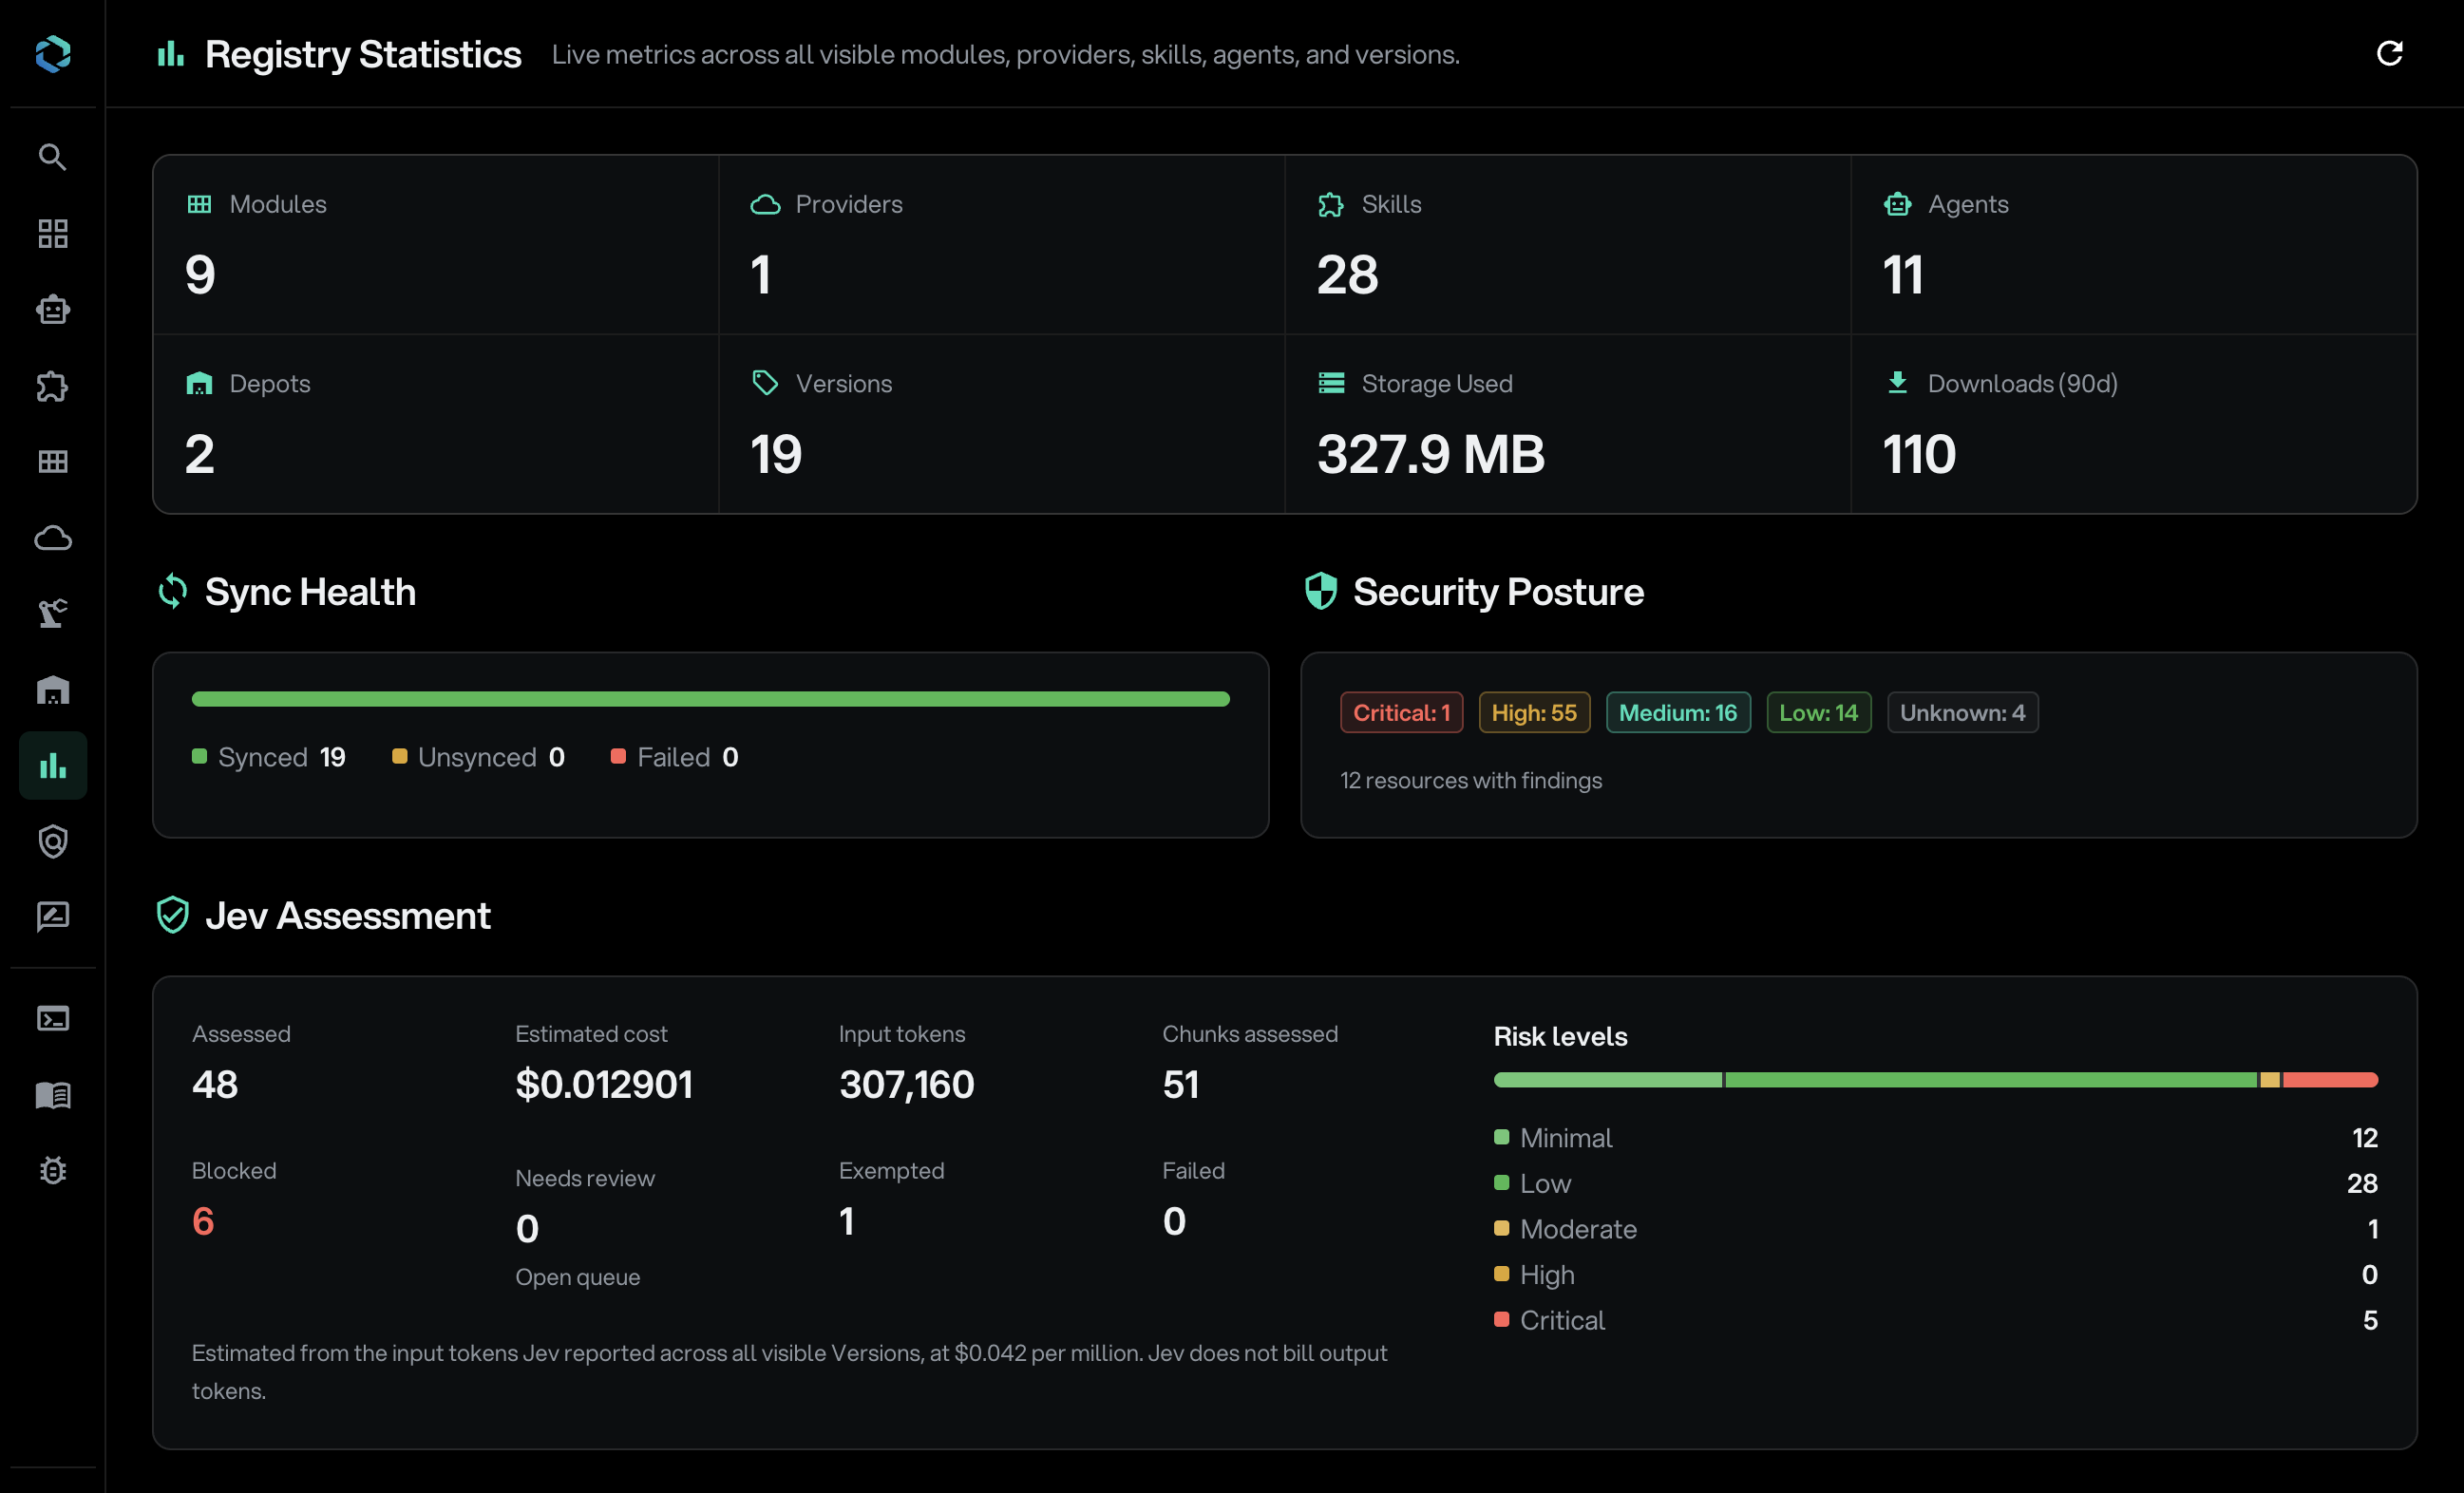 Registry Statistics
Live metrics across all visible modules, providers, skills, agents, and versions.
Modules
9
Providers
1
Skills
28
Agents
11
Depots
2
Versions
19
Storage Used
327.9 MB
Downloads (90d)
110
Sync Health
Synced 19
Unsynced 0
Failed 0
Security Posture
Critical: 1
High: 55
Medium: 16
Low: 14
Unknown: 4
12 resources with findings
Jev Assessment
Assessed
48
Estimated cost
$0.012901
Input tokens
307,160
Chunks assessed
51
Blocked
6
Needs review
0
Open queue
Exempted
1
Failed
0
Estimated from the input tokens Jev reported across all visible Versions, at $0.042 per million. Jev does not bill output
tokens.
Risk levels
Minimal 12
Low 28
Moderate 1
High 0
Critical 5